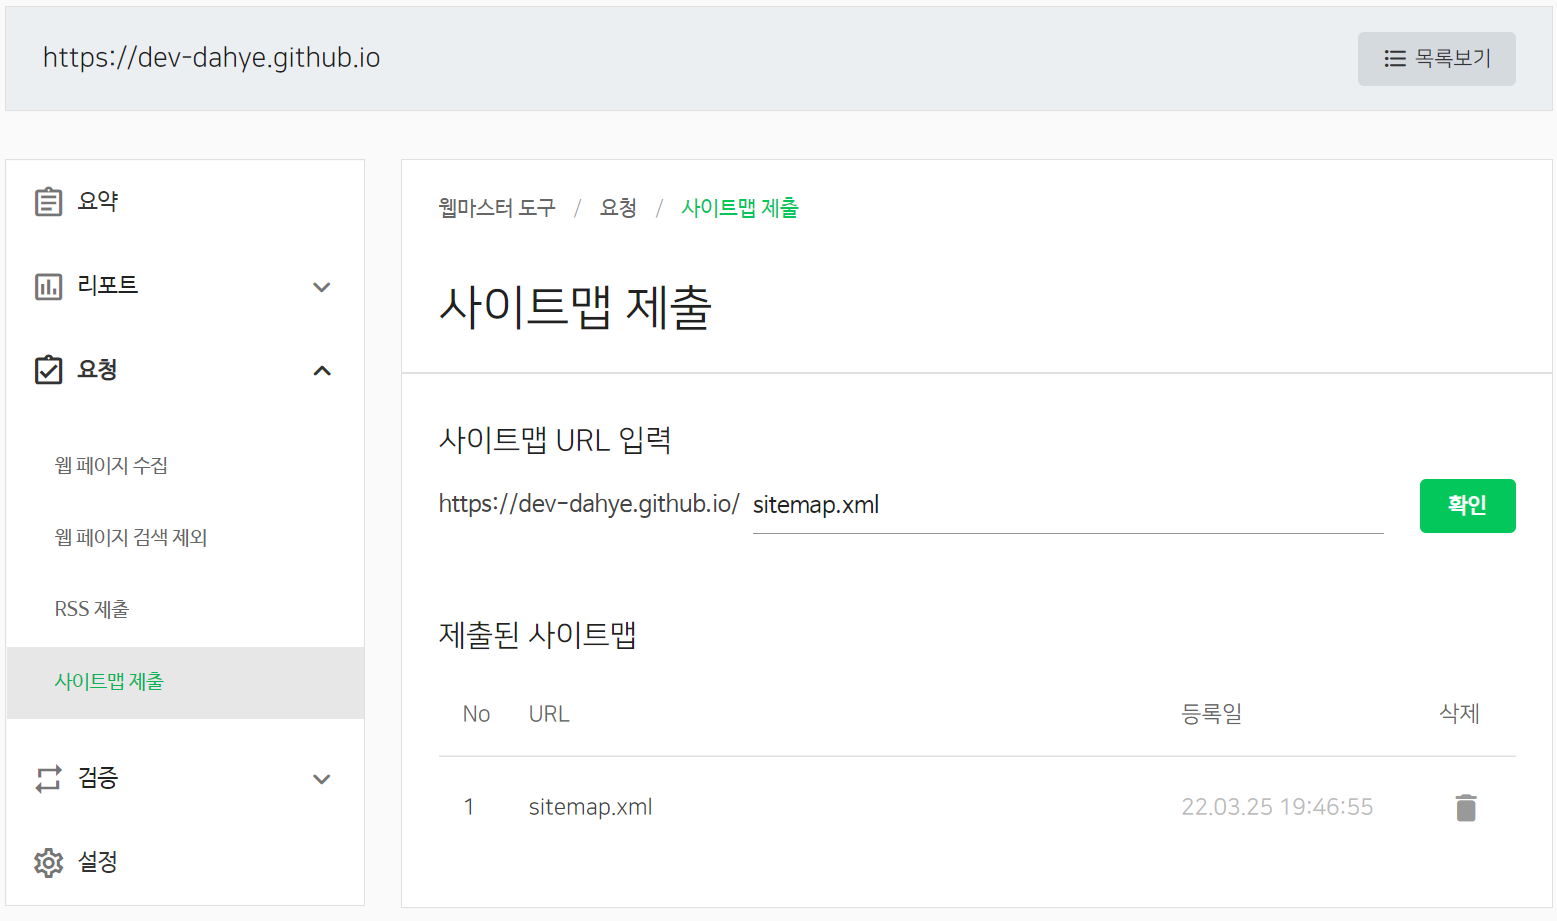 https://dev-dahye.github.io
목록보기
요약
리포트
요청
웹 페이지 수집
웹 페이지 검색 제외
RSS 제출
사이트맵 제출
검증
설정
웹마스터 도구 / 요청 / 사이트맵 제출
사이트맵 제출
사이트맵 URL 입력
https://dev-dahye.github.io/ sitemap.xml
확인
제출된 사이트맵
No URL 등록일 삭제
1 sitemap.xml 22.03.25 19:46:55